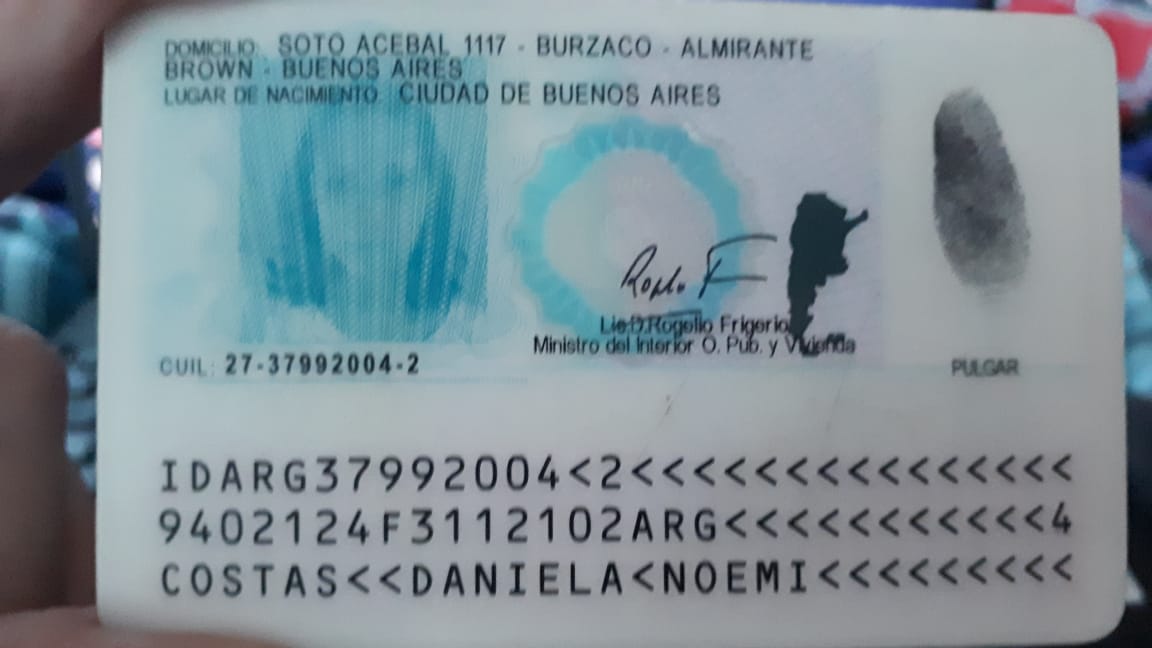 DOMICILIO: SOTO ACEBAL 1117 - BURZACO - ALMIRANTE
BROWN - BUENOS AIRES
LUGAR DE NACIMIENTO: CIUDAD DE BUENOS AIRES
Lic.D.Rogelio Frigerio
Ministro del Interior O. Pub. y Vivienda
CUIL: 27-37992004-2
PULGAR
IDARG37992004<2<<<<<<<<<<<<<<<
9402124F3112102ARG<<<<<<<<<<<4
COSTAS<<DANIELA<NOEMI<<<<<<<<<